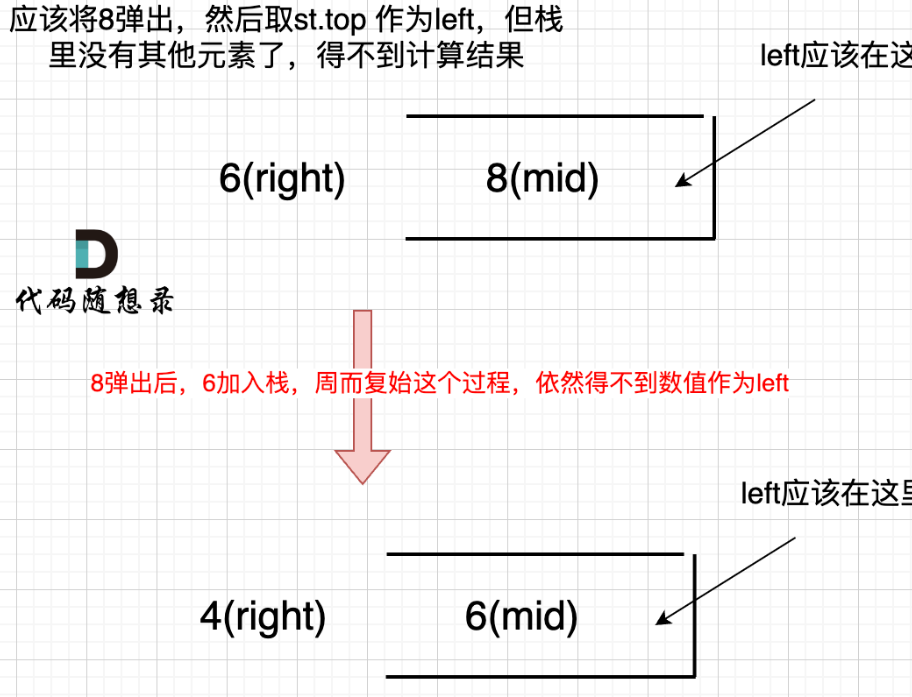 应该将8弹出，然后取st.top 作为left，但栈
里没有其他元素了，得不到计算结果
left应该在这
6(right)
8(mid)
代码随想录
8弹出后，6加入栈，周而复始这个过程，依然得不到数值作为left
left应该在这里
4(right)
6(mid)